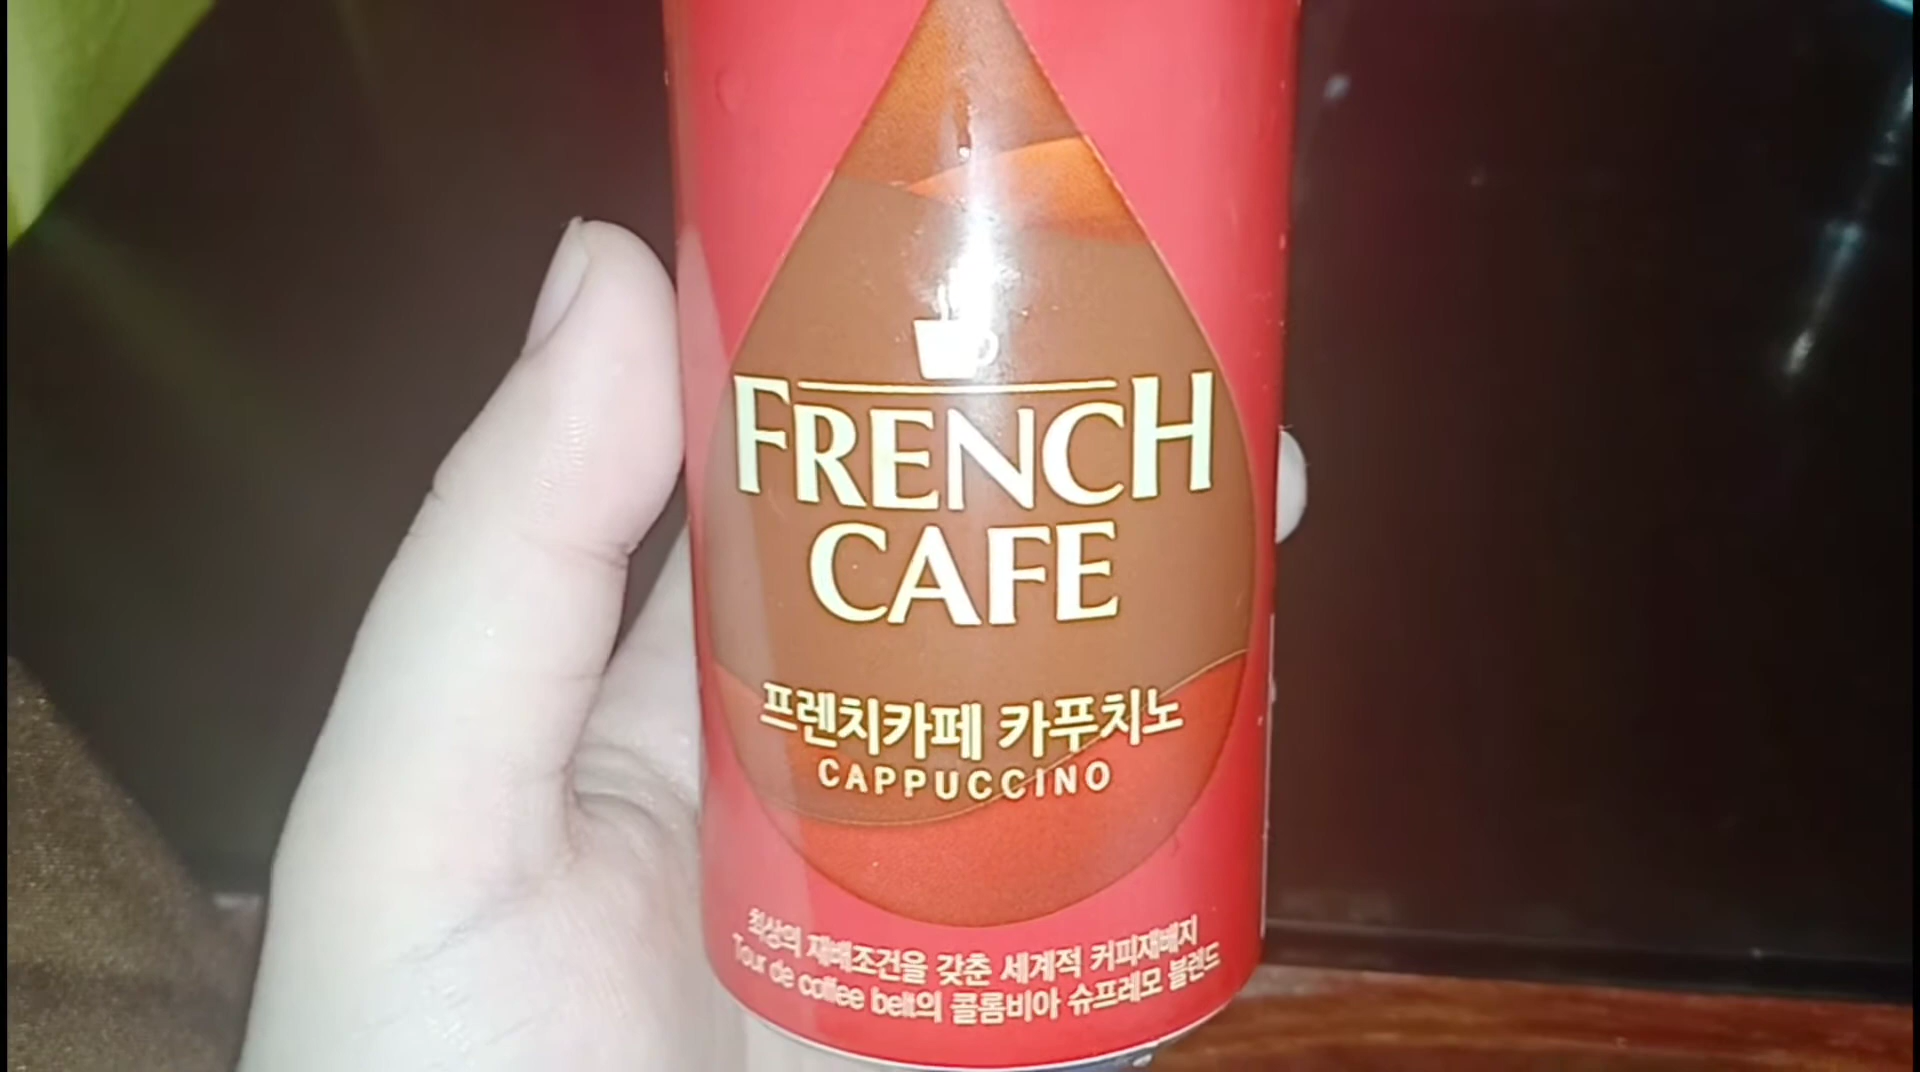 FRENCH
CAFE
프렌치카페 카푸치노
CAPPUCCINO
최상의 재배조건을 갖춘 세계적 커피재배지
Tour de coffee belt의 콜롬비아 슈프레모 블렌드